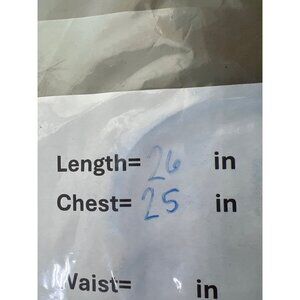 Length= 26 in
Chest= 25 in
Waist= in